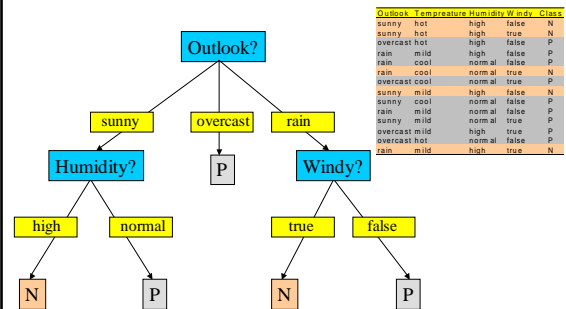 Outlook Tempreature Humidity Windy Class
sunny hot high false N
sunny hot high true N
overcast hot high false P
rain mild high false P
rain cool normal false P
rain cool normal true N
overcast cool normal true P
sunny mild high false N
sunny cool normal false P
rain mild normal false P
sunny mild normal true P
overcast mild high true P
overcast hot normal false P
rain mild high true N
Outlook?
sunny overcast rain
Humidity? P Windy?
high normal true false
N P N P